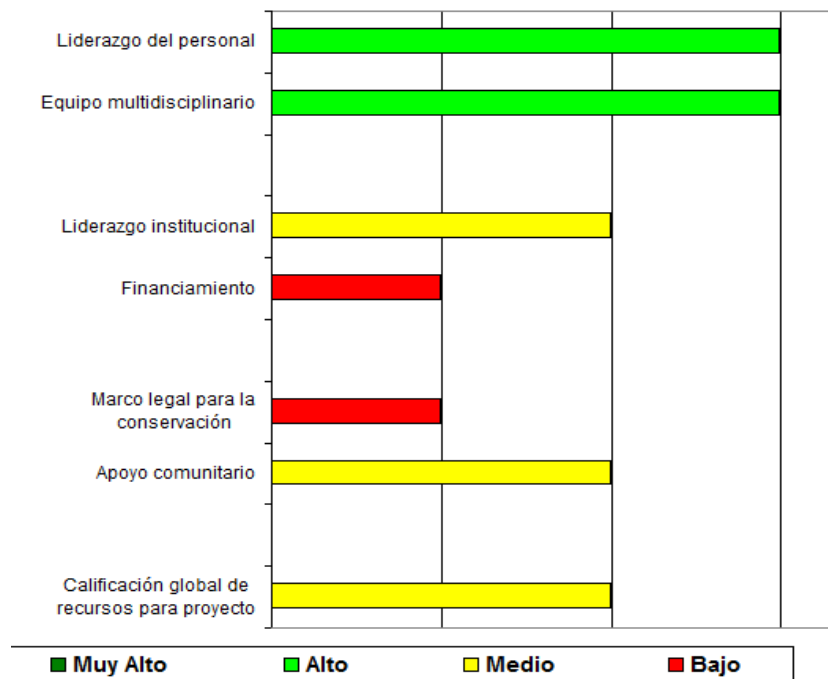 Liderazgo del personal
Equipo multidisciplinario
Liderazgo institucional
Financiamiento
Marco legal para la
conservación
Apoyo comunitario
Calificación global de
recursos para proyecto
Muy Alto Alto Medio Bajo